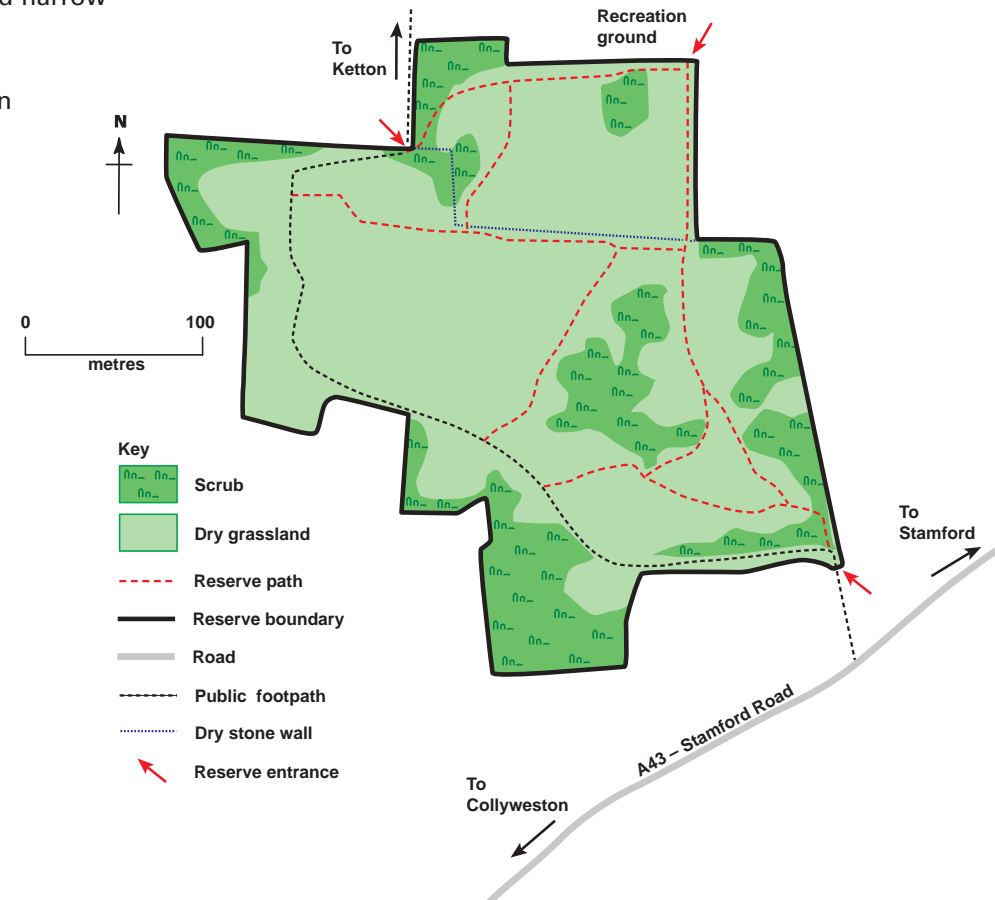 d narrow
n
Recreation
ground
To
Ketton
N
0 100
metres
Key
Scrub
Dry grassland
Reserve path
Reserve boundary
Road
Public footpath
Dry stone wall
Reserve entrance
To
Stamford
A43 – Stamford Road
To
Collyweston